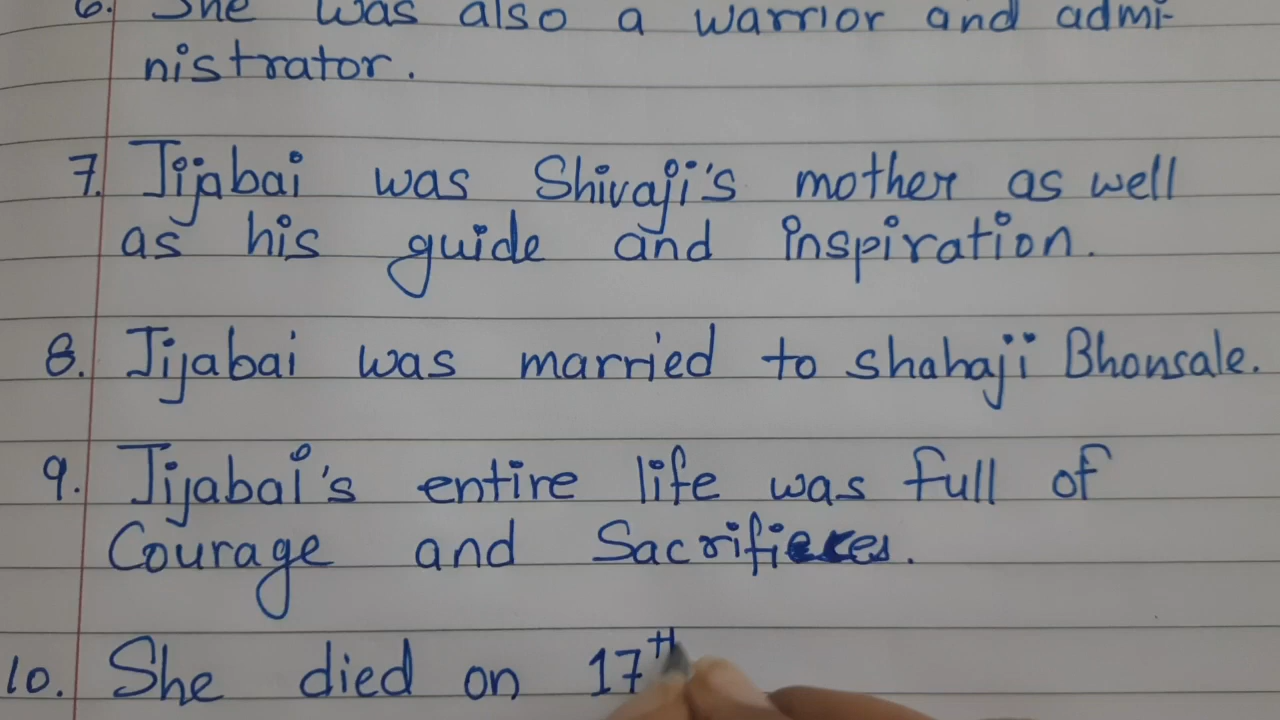 6. She was also a warrior and admi-
nistrator.
7. Jijabai was Shivaji's mother as well
as his guide and inspiration.
8. Jijabai was married to Shahaji Bhonsale.
9. Jijabai's entire life was full of
Courage and Sacrifices.
10. She died on 17th